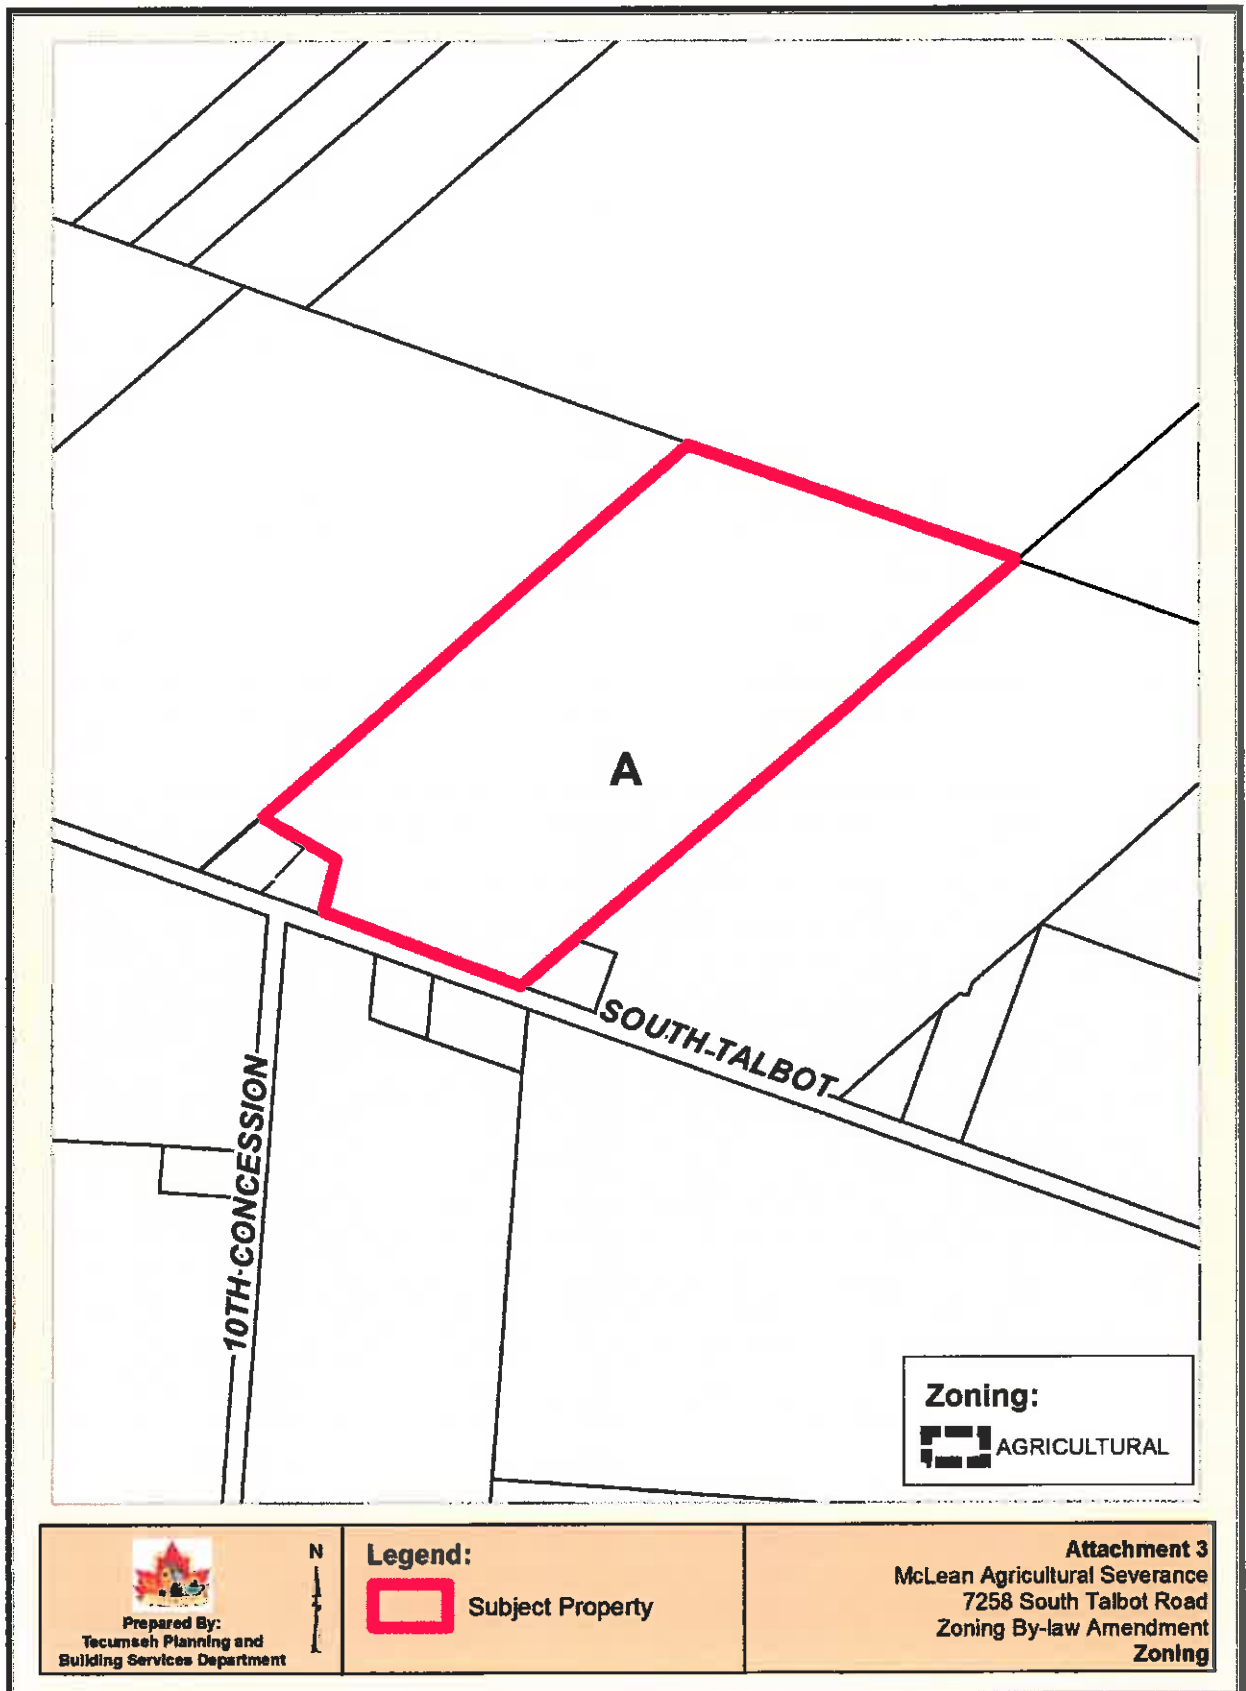 A
SOUTH-TALBOT
10TH-CONCESSION
Zoning:
AGRICULTURAL
Prepared By:
Tecumseh Planning and
Building Services Department
N
Legend:
Subject Property
Attachment 3
McLean Agricultural Severance
7258 South Talbot Road
Zoning By-law Amendment
Zoning